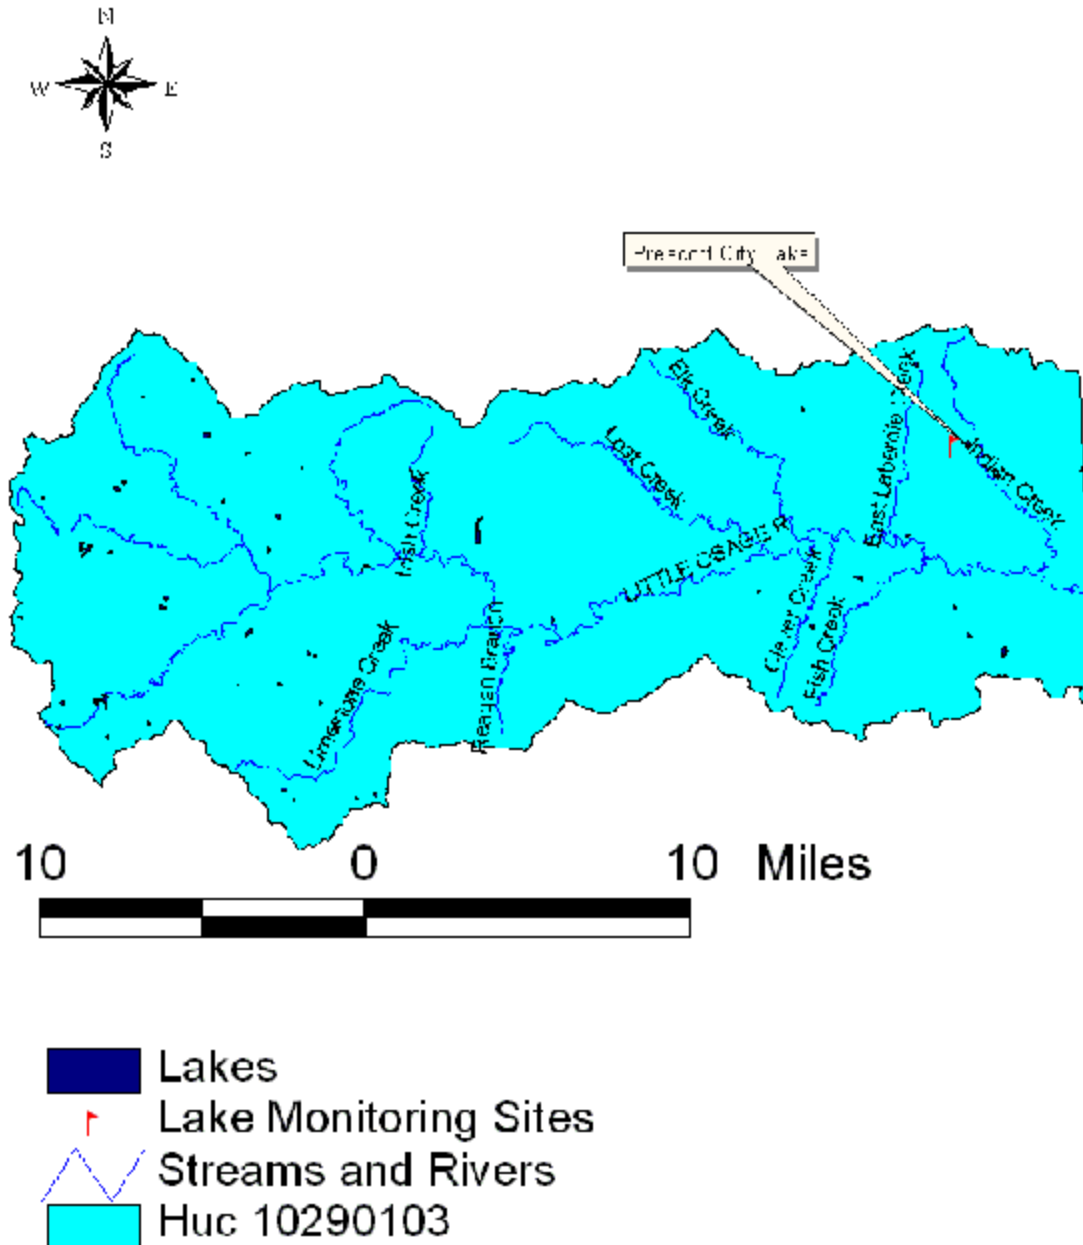 N
W E
S
Prescott City Lake
Elk Creek
Lost Creek
East Laberdie Creek
Indian Creek
Irish Creek
LITTLE OSAGE R
Clever Creek
Fish Creek
Reagan Branch
Limestone Creek
10 0 10 Miles
Lakes
Lake Monitoring Sites
Streams and Rivers
Huc 10290103